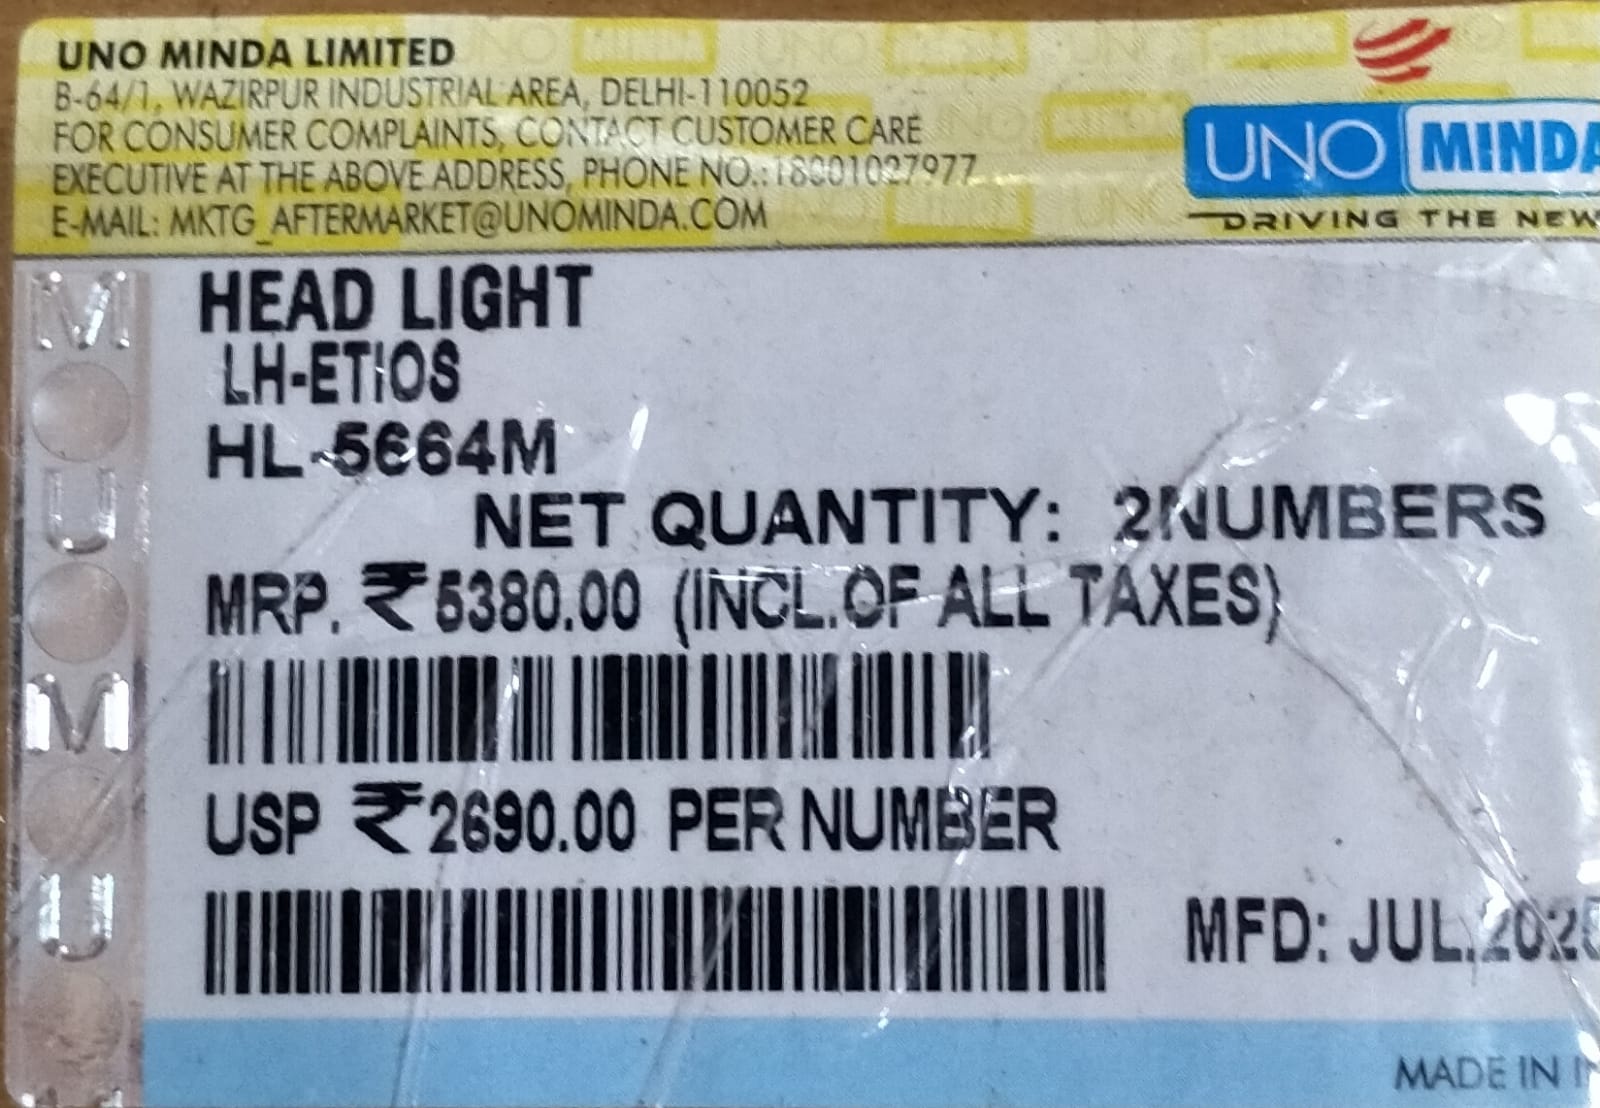 UNO MINDA LIMITED
B-64/1, WAZIRPUR INDUSTRIAL AREA, DELHI-110052
FOR CONSUMER COMPLAINTS, CONTACT CUSTOMER CARE
EXECUTIVE AT THE ABOVE ADDRESS, PHONE NO.: 18001027977
E-MAIL: MKTG_AFTERMARKET@UNOMINDA.COM
UNO MINDA
DRIVING THE NEW
HEAD LIGHT
LH-ETIOS
HL-5664M
NET QUANTITY: 2NUMBERS
MRP. ₹5380.00 (INCL.OF ALL TAXES)
USP ₹2690.00 PER NUMBER
MFD: JUL.202
MADE IN
M
U
M
U